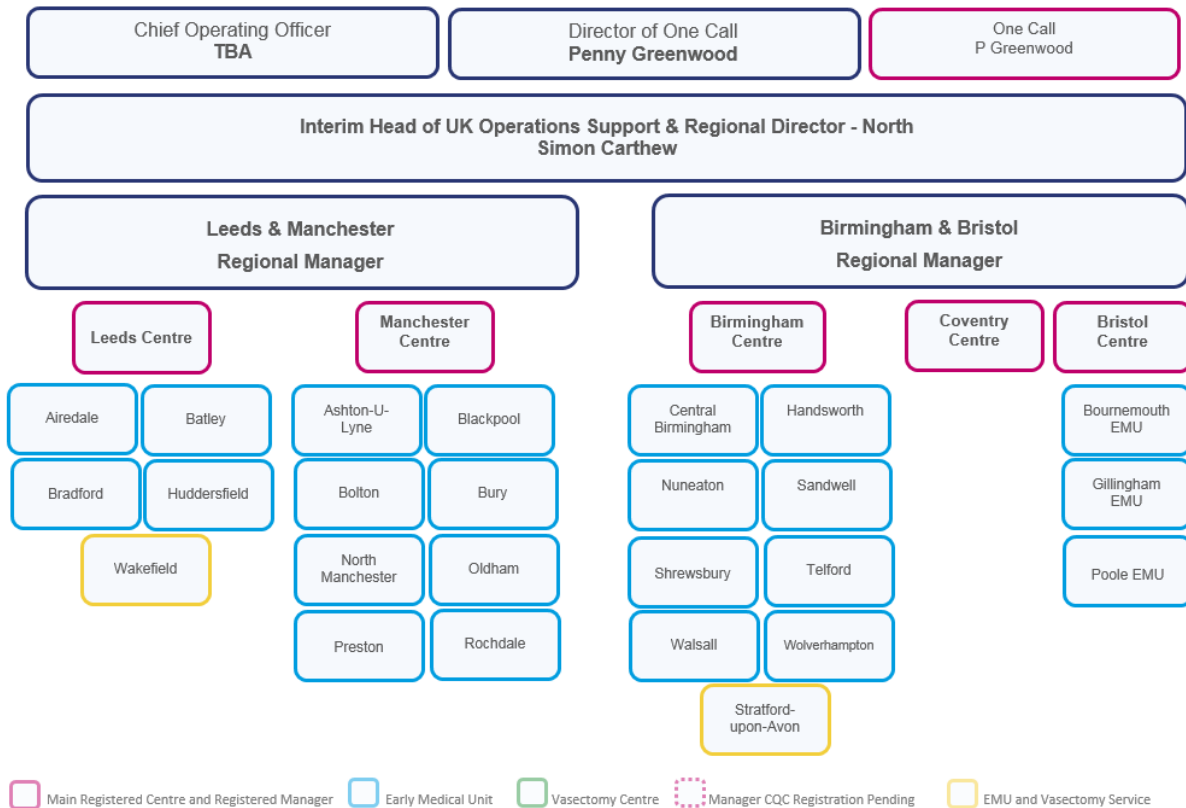 Chief Operating Officer
TBA
Director of One Call
Penny Greenwood
One Call
P Greenwood
Interim Head of UK Operations Support & Regional Director - North
Simon Carthew
Leeds & Manchester
Regional Manager
Birmingham & Bristol
Regional Manager
Leeds Centre
Manchester
Centre
Birmingham
Centre
Coventry
Centre
Bristol
Centre
Airedale
Batley
Bradford
Huddersfield
Wakefield
Ashton-U-
Lyne
Blackpool
Bolton
Bury
North
Manchester
Oldham
Preston
Rochdale
Central
Birmingham
Handsworth
Nuneaton
Sandwell
Shrewsbury
Telford
Walsall
Wolverhampton
Stratford-
upon-Avon
Bournemouth
EMU
Gillingham
EMU
Poole EMU
Main Registered Centre and Registered Manager
Early Medical Unit
Vasectomy Centre
Manager CQC Registration Pending
EMU and Vasectomy Service